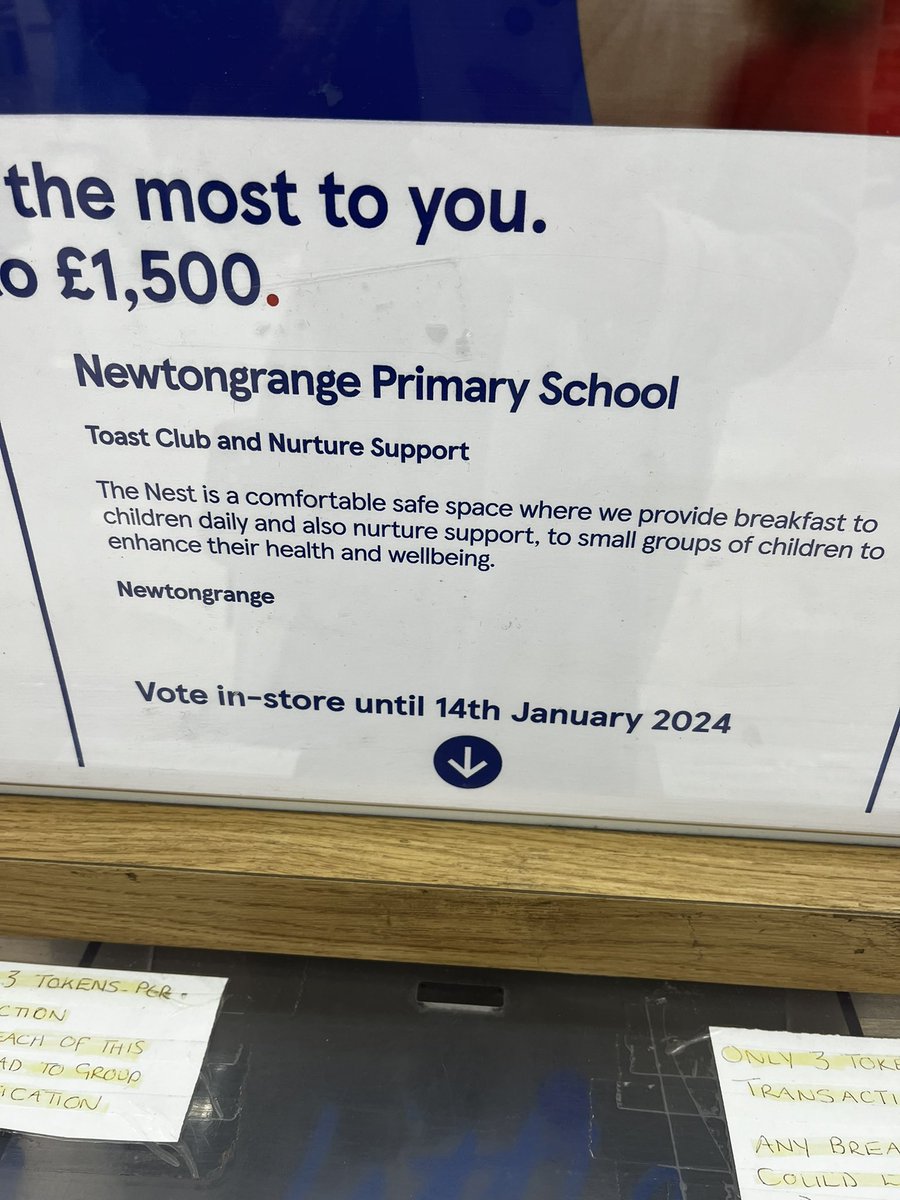 the most to you.
to £1,500.
Newtongrange Primary School
Toast Club and Nurture Support
The Nest is a comfortable safe space where we provide breakfast to
children daily and also nurture support, to small groups of children to
enhance their health and wellbeing.
Newtongrange
Vote in-store until 14th January 2024
3 TOKENS PER
CTION
EACH OF THIS
AD TO GROUP
ICATION
ONLY 3 TOKE
TRANSACTI
ANY BREA
COULD L